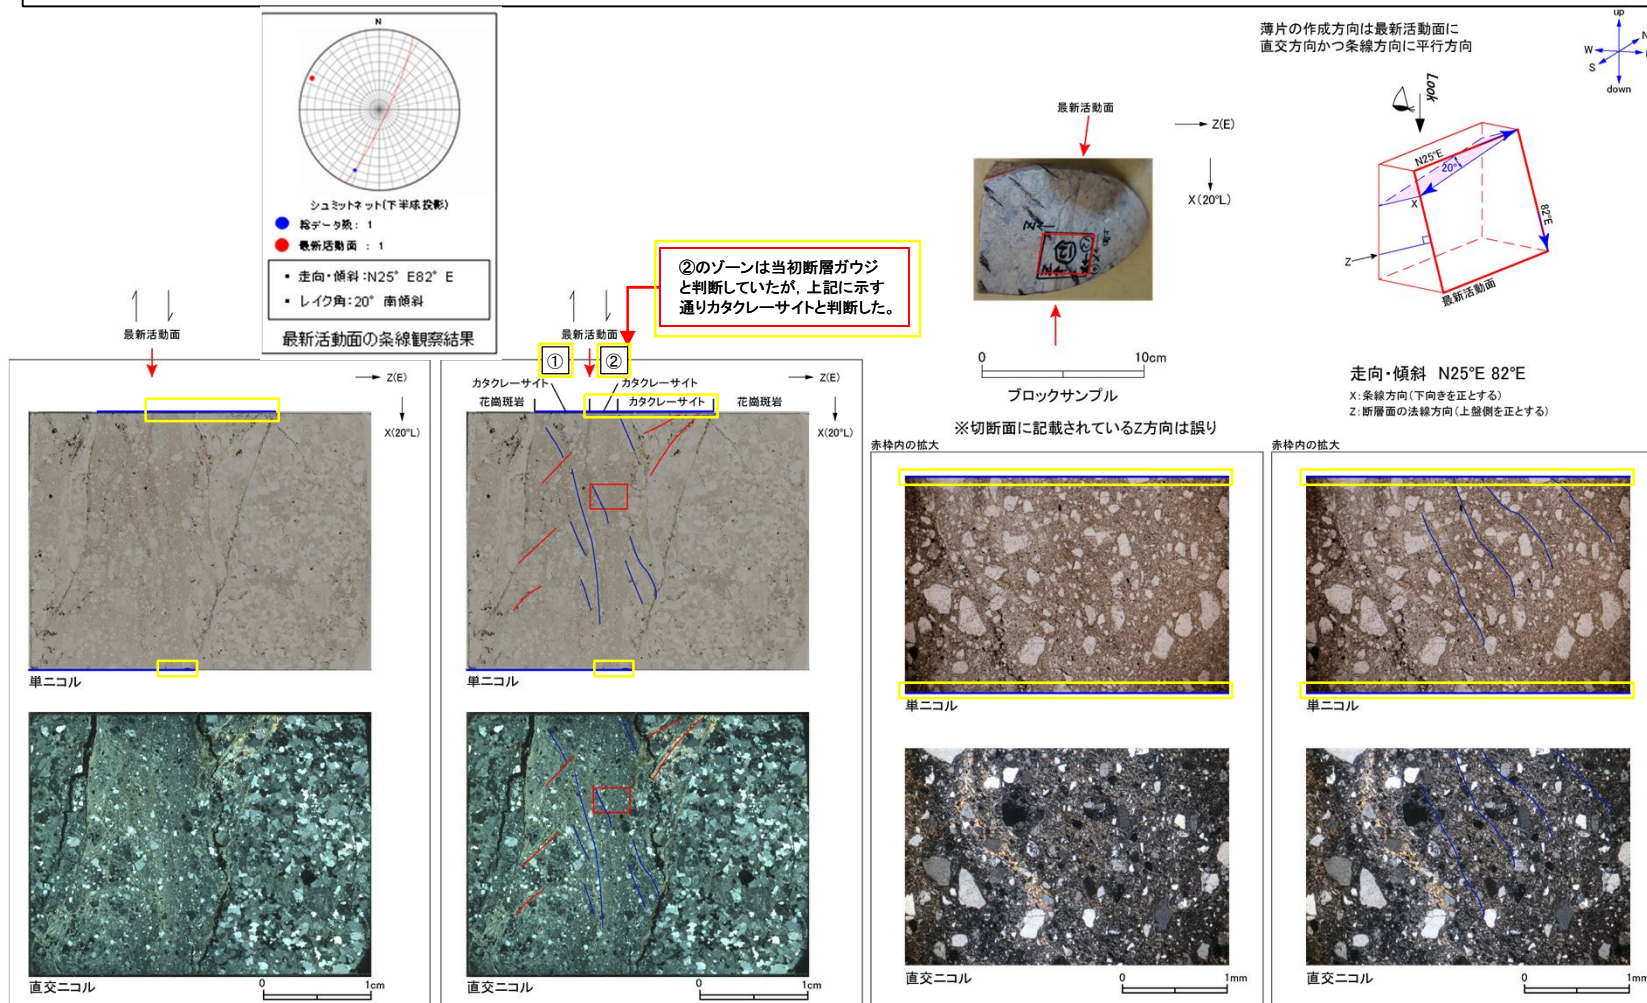 N
シュミットネット(下半球投影)
総データ数: 1
最新活動面 : 1
・走向・傾斜:N25°E82°E
・レイク角:20°南傾斜
最新活動面の条線観察結果
②のゾーンは当初断層ガウジ
と判断していたが,上記に示す
通りカタクレーサイトと判断した。
最新活動面
Z(E)
X(20°L)
0 10cm
ブロックサンプル
※切断面に記載されているZ方向は誤り
薄片の作成方向は最新活動面に
直交方向かつ条線方向に平行方向
up
N
W
S
down
Look
N25°E
20°
X
82°E
Z
最新活動面
走向・傾斜 N25°E 82°E
X:条線方向(下向きを正とする)
Z:断層面の法線方向(上盤側を正とする)
最新活動面
Z(E)
X(20°L)
単ニコル
直交ニコル
0 1cm
最新活動面
① ②
カタクレーサイト カタクレーサイト
花崗斑岩 カタクレーサイト 花崗斑岩
Z(E)
X(20°L)
単ニコル
直交ニコル
0 1cm
赤枠内の拡大
単ニコル
直交ニコル
0 1mm
赤枠内の拡大
単ニコル
直交ニコル
0 1mm